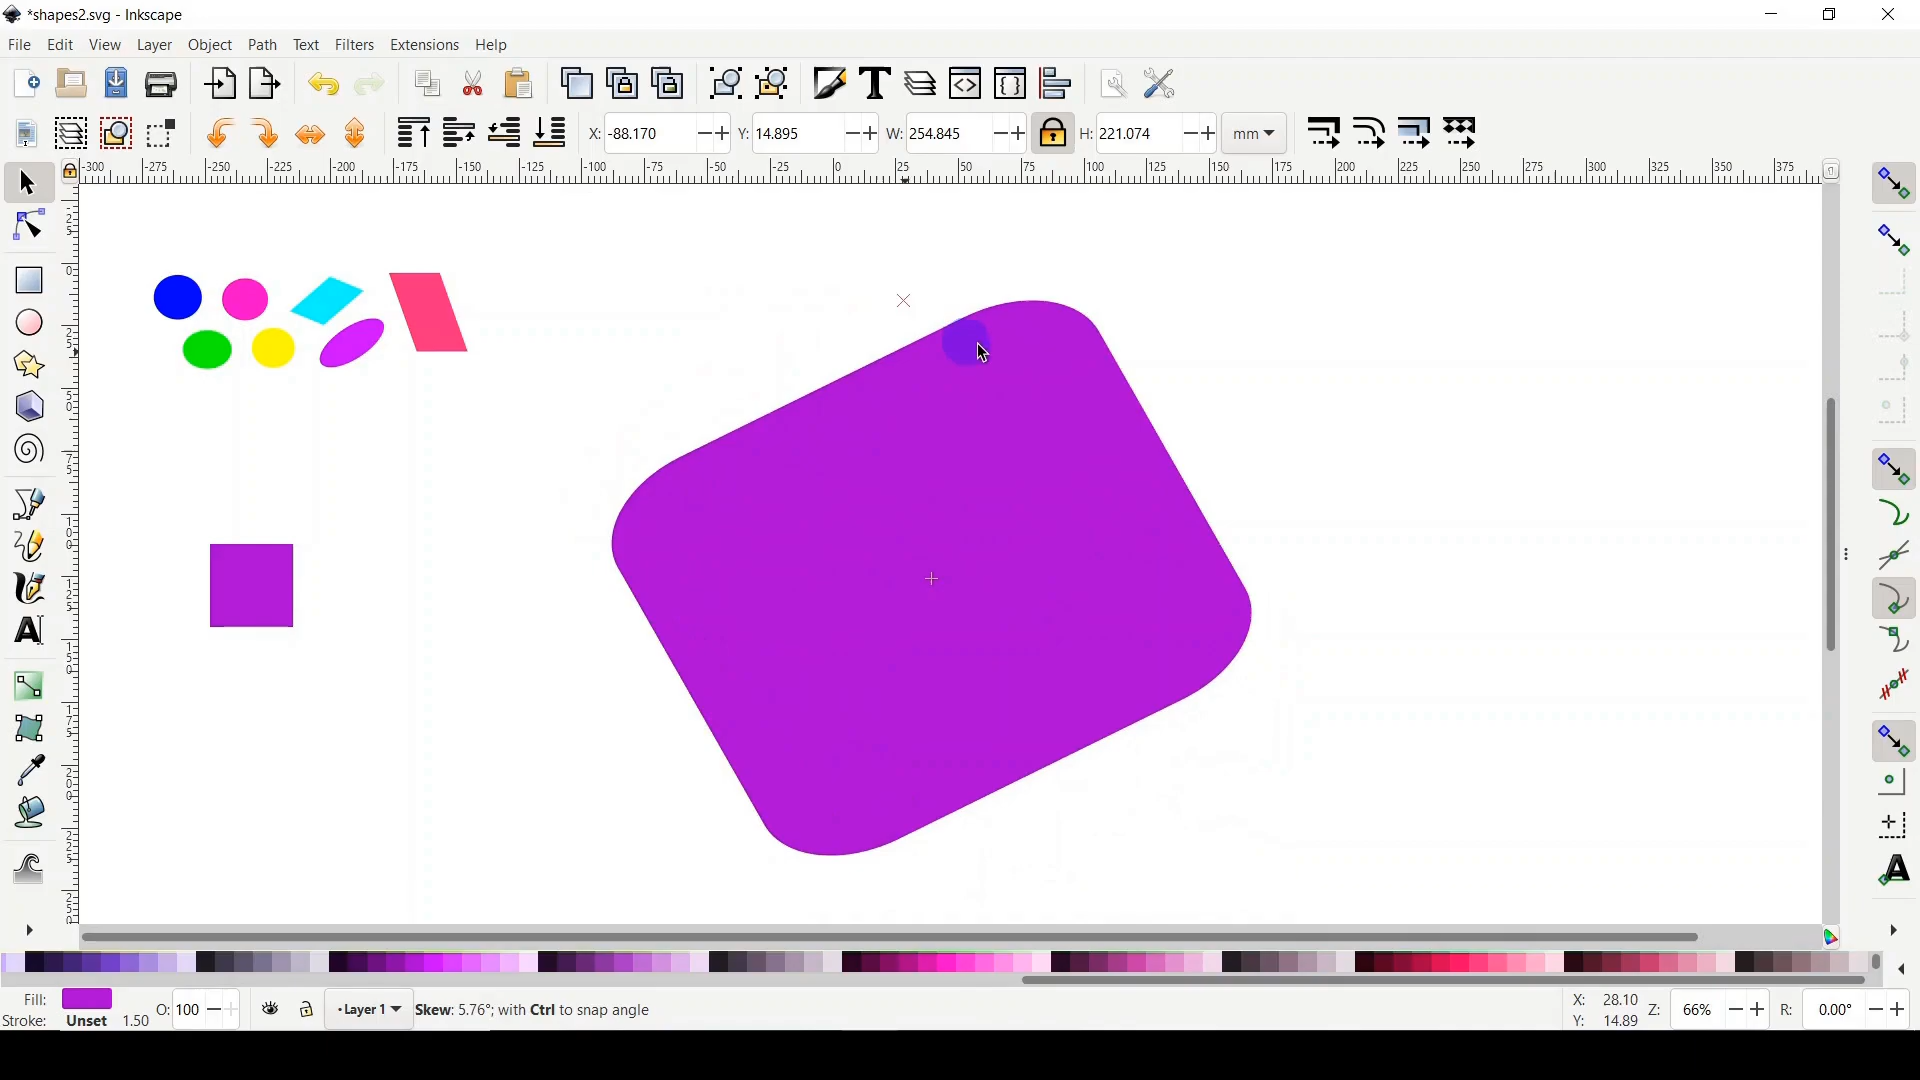 *shapes2.svg - Inkscape
File Edit View Layer Object Path Text Filters Extensions Help
X: -88.170 Y: 14.895 W: 254.845 H: 221.074 mm
-300 -275 -250 -225 -200 -175 -150 -125 -100 -75 -50 -25 0 25 50 75 100 125 150 175 200 225 250 275 300 325 350 375
Fill: O: 100 Layer 1 Skew: 5.76°; with Ctrl to snap angle X: 28.10 Z: 66% R: 0.00°
Stroke: Unset 1.50 Y: 14.89